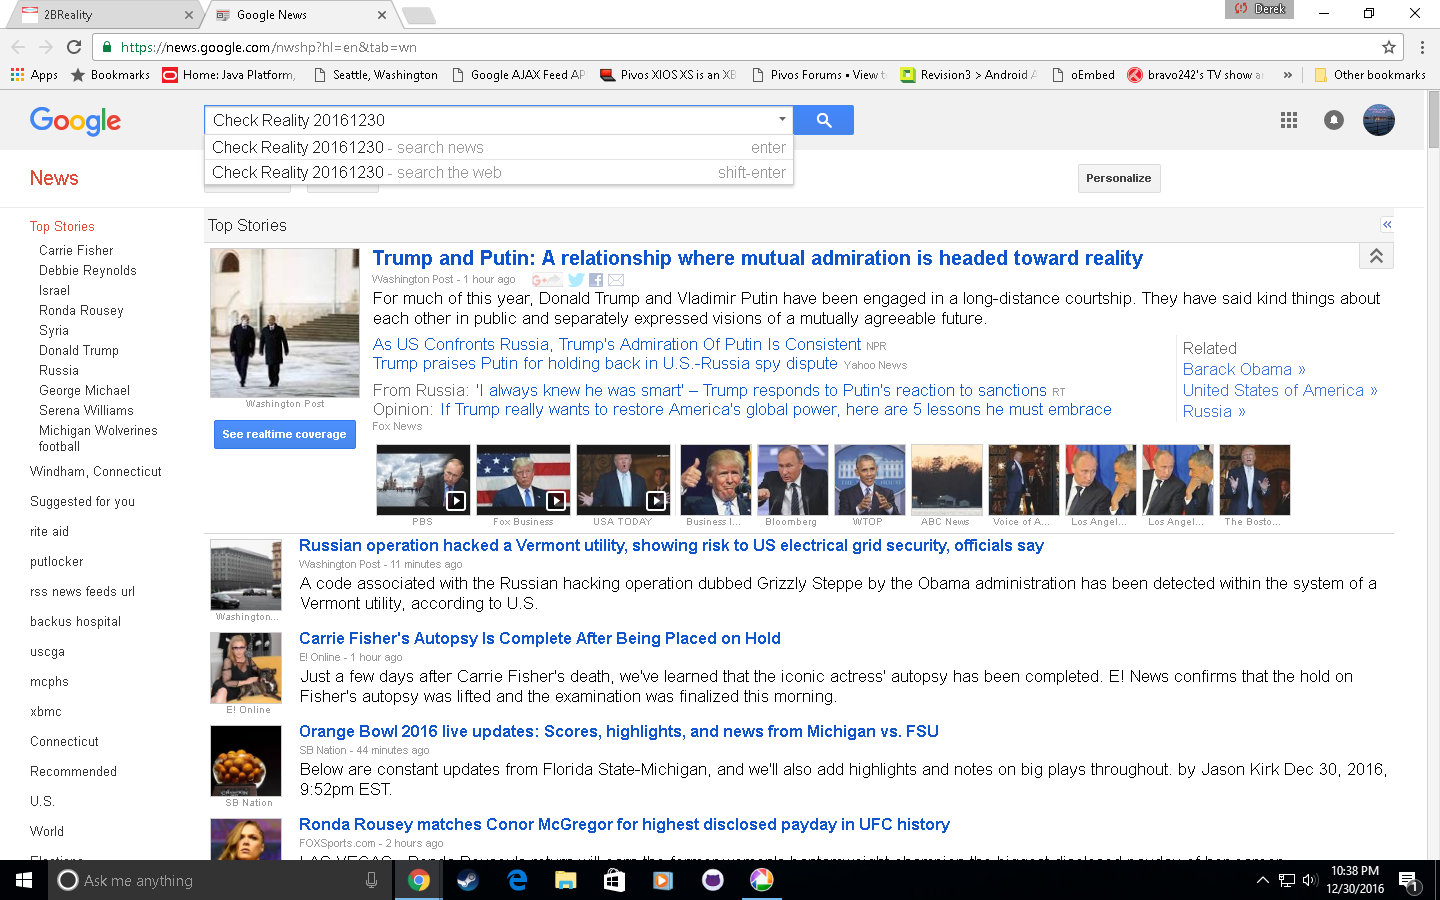 2BReality
Google News
Derek
https://news.google.com/nwshp?hl=en&tab=wn
Apps
Bookmarks
Home: Java Platform,
Seattle, Washington
Google AJAX Feed AP
Pivos XIOS XS is an XB
Pivos Forums • View t
Revision3 > Android A
oEmbed
bravo242's TV show a
»
Other bookmarks
Google
Check Reality 20161230
Check Reality 20161230 - search news enter
Check Reality 20161230 - search the web shift-enter
News
Personalize
Top Stories
Carrie Fisher
Debbie Reynolds
Israel
Ronda Rousey
Syria
Donald Trump
Russia
George Michael
Serena Williams
Michigan Wolverines
football
Windham, Connecticut
Suggested for you
rite aid
putlocker
rss news feeds url
backus hospital
uscga
mcphs
xbmc
Connecticut
Recommended
U.S.
World
Elections
Top Stories
«
Washington Post
See realtime coverage
Trump and Putin: A relationship where mutual admiration is headed toward reality
Washington Post - 1 hour ago
For much of this year, Donald Trump and Vladimir Putin have been engaged in a long-distance courtship. They have said kind things about
each other in public and separately expressed visions of a mutually agreeable future.
As US Confronts Russia, Trump's Admiration Of Putin Is Consistent NPR
Trump praises Putin for holding back in U.S.-Russia spy dispute Yahoo News
From Russia: 'I always knew he was smart' – Trump responds to Putin's reaction to sanctions RT
Opinion: If Trump really wants to restore America's global power, here are 5 lessons he must embrace
Fox News
Related
Barack Obama »
United States of America »
Russia »
PBS
Fox Business
USA TODAY
Business I...
Bloomberg
WTOP
ABC News
Voice of A...
Los Angel...
Los Angel...
The Bosto...
Washington...
Russian operation hacked a Vermont utility, showing risk to US electrical grid security, officials say
Washington Post - 11 minutes ago
A code associated with the Russian hacking operation dubbed Grizzly Steppe by the Obama administration has been detected within the system of a
Vermont utility, according to U.S.
E! Online
Carrie Fisher's Autopsy Is Complete After Being Placed on Hold
E! Online - 1 hour ago
Just a few days after Carrie Fisher's death, we've learned that the iconic actress' autopsy has been completed. E! News confirms that the hold on
Fisher's autopsy was lifted and the examination was finalized this morning.
SB Nation
Orange Bowl 2016 live updates: Scores, highlights, and news from Michigan vs. FSU
SB Nation - 44 minutes ago
Below are constant updates from Florida State-Michigan, and we'll also add highlights and notes on big plays throughout. by Jason Kirk Dec 30, 2016,
9:52pm EST.
Ronda Rousey matches Conor McGregor for highest disclosed payday in UFC history
FOXSports.com - 2 hours ago
LAS VEGAS - Ronda Rousey's return will earn the former women's bantamweight champion the biggest disclosed payday of her career
Ask me anything
10:38 PM
12/30/2016
1